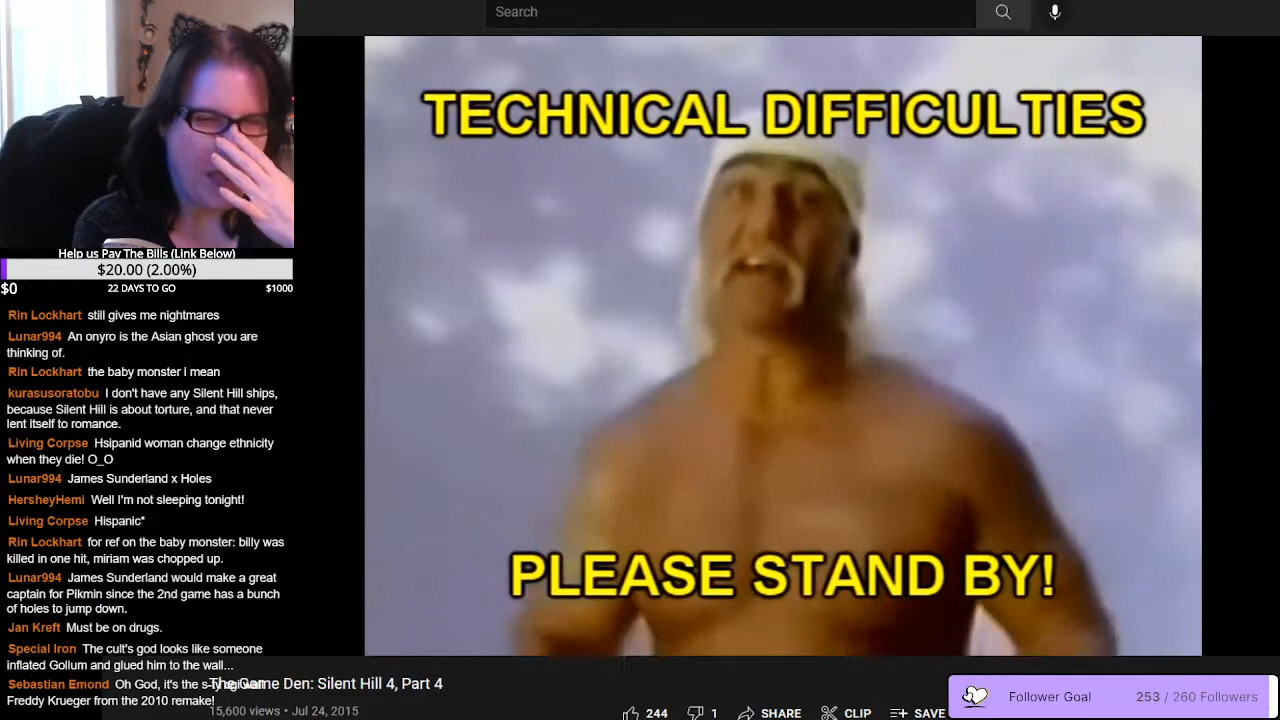 Search
TECHNICAL DIFFICULTIES
PLEASE STAND BY!
Help us Pay The Bills (Link Below)
$20.00 (2.00%)
$0
22 DAYS TO GO
$1000
Rin Lockhart still gives me nightmares
Lunar994 An onyro is the Asian ghost you are
thinking of.
Rin Lockhart the baby monster i mean
kurasusoratobu I don't have any Silent Hill ships,
because Silent Hill is about torture, and that never
lent itself to romance.
Living Corpse Hsipanid woman change ethnicity
when they die! O_O
Lunar994 James Sunderland x Holes
HersheyHemi Well I'm not sleeping tonight!
Living Corpse Hispanic*
Rin Lockhart for ref on the baby monster: billy was
killed in one hit, miriam was chopped up.
Lunar994 James Sunderland would make a great
captain for Pikmin since the 2nd game has a bunch
of holes to jump down.
Jan Kreft Must be on drugs.
Special Iron The cult's god looks like someone
inflated Gollum and glued him to the wall...
Sebastian Emond Oh God, it's the
Freddy Krueger from the 2010 remake!
The Game Den: Silent Hill 4, Part 4
15,600 views • Jul 24, 2015
244
1
SHARE
CLIP
SAVE
Follower Goal
253 / 260 Followers